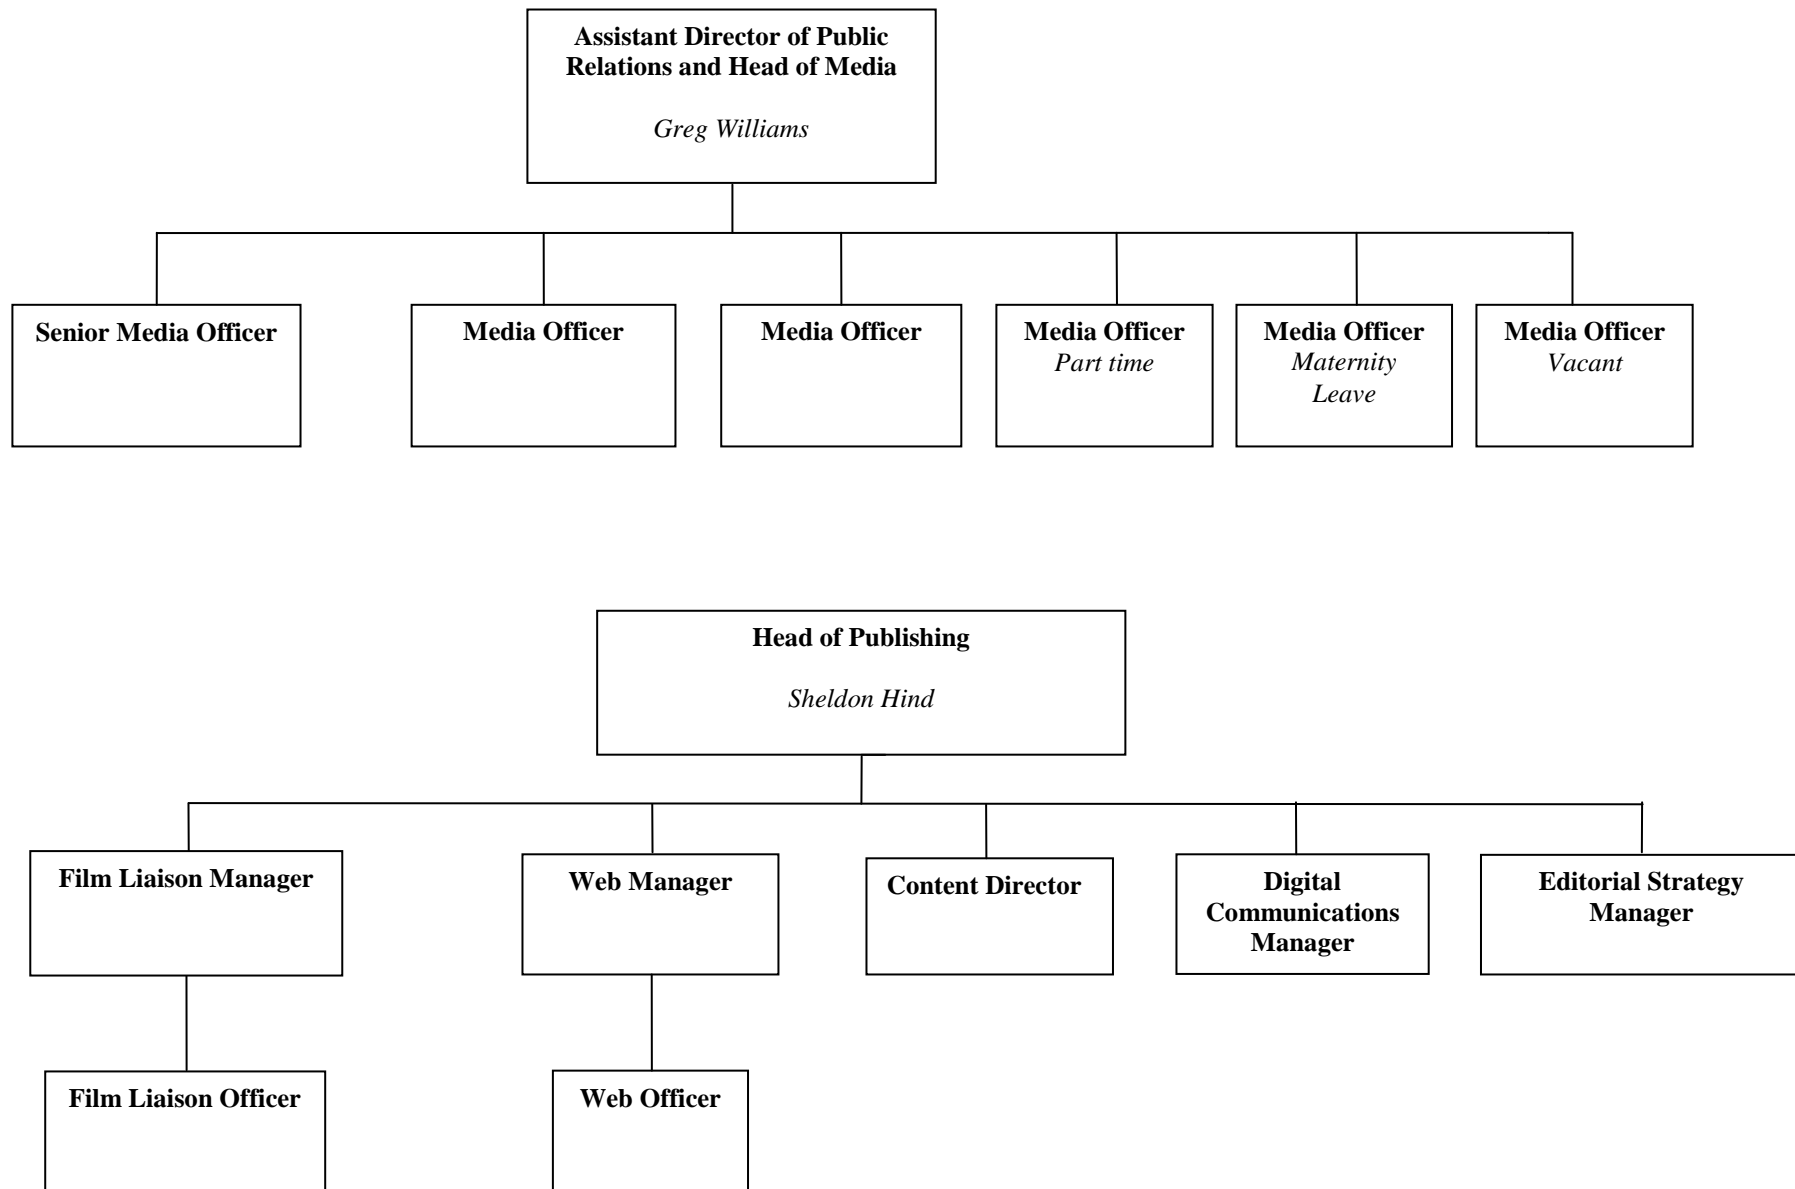 Assistant Director of Public
Relations and Head of Media
Greg Williams
Senior Media Officer
Media Officer
Media Officer
Media Officer
Part time
Media Officer
Maternity
Leave
Media Officer
Vacant
Head of Publishing
Sheldon Hind
Film Liaison Manager
Web Manager
Content Director
Digital
Communications
Manager
Editorial Strategy
Manager
Film Liaison Officer
Web Officer